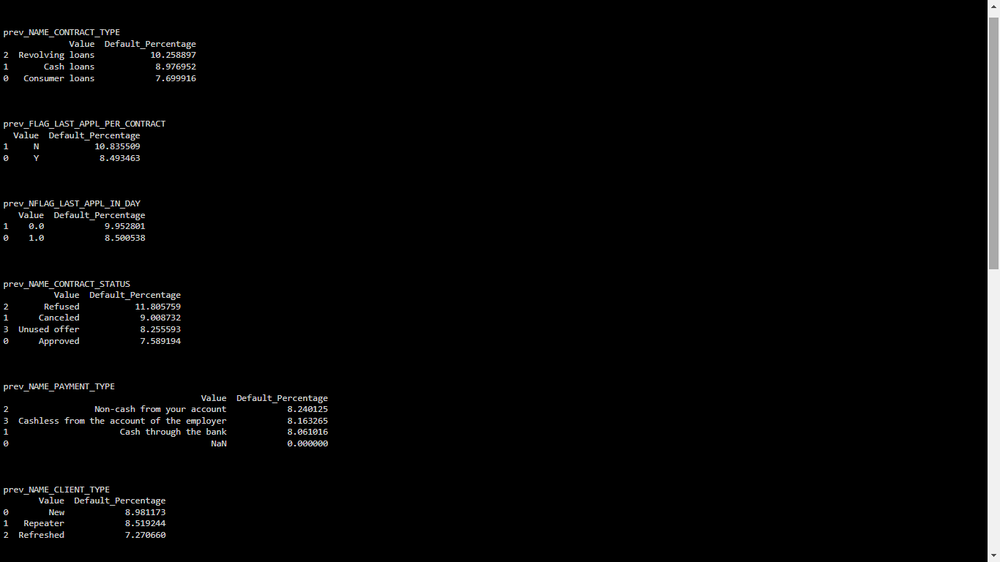 prev_NAME_CONTRACT_TYPE
Value Default_Percentage
2 Revolving loans 10.258897
1 Cash loans 8.976952
0 Consumer loans 7.699916
prev_FLAG_LAST_APPL_PER_CONTRACT
Value Default_Percentage
1 N 10.835509
0 Y 8.493463
prev_NFLAG_LAST_APPL_IN_DAY
Value Default_Percentage
1 0.0 9.952801
0 1.0 8.500538
prev_NAME_CONTRACT_STATUS
Value Default_Percentage
2 Refused 11.805759
1 Canceled 9.008732
3 Unused offer 8.255593
0 Approved 7.589194
prev_NAME_PAYMENT_TYPE
Value Default_Percentage
2 Non-cash from your account 8.240125
3 Cashless from the account of the employer 8.163265
1 Cash through the bank 8.061016
0 NaN 0.000000
prev_NAME_CLIENT_TYPE
Value Default_Percentage
0 New 8.981173
1 Repeater 8.519244
2 Refreshed 7.270660